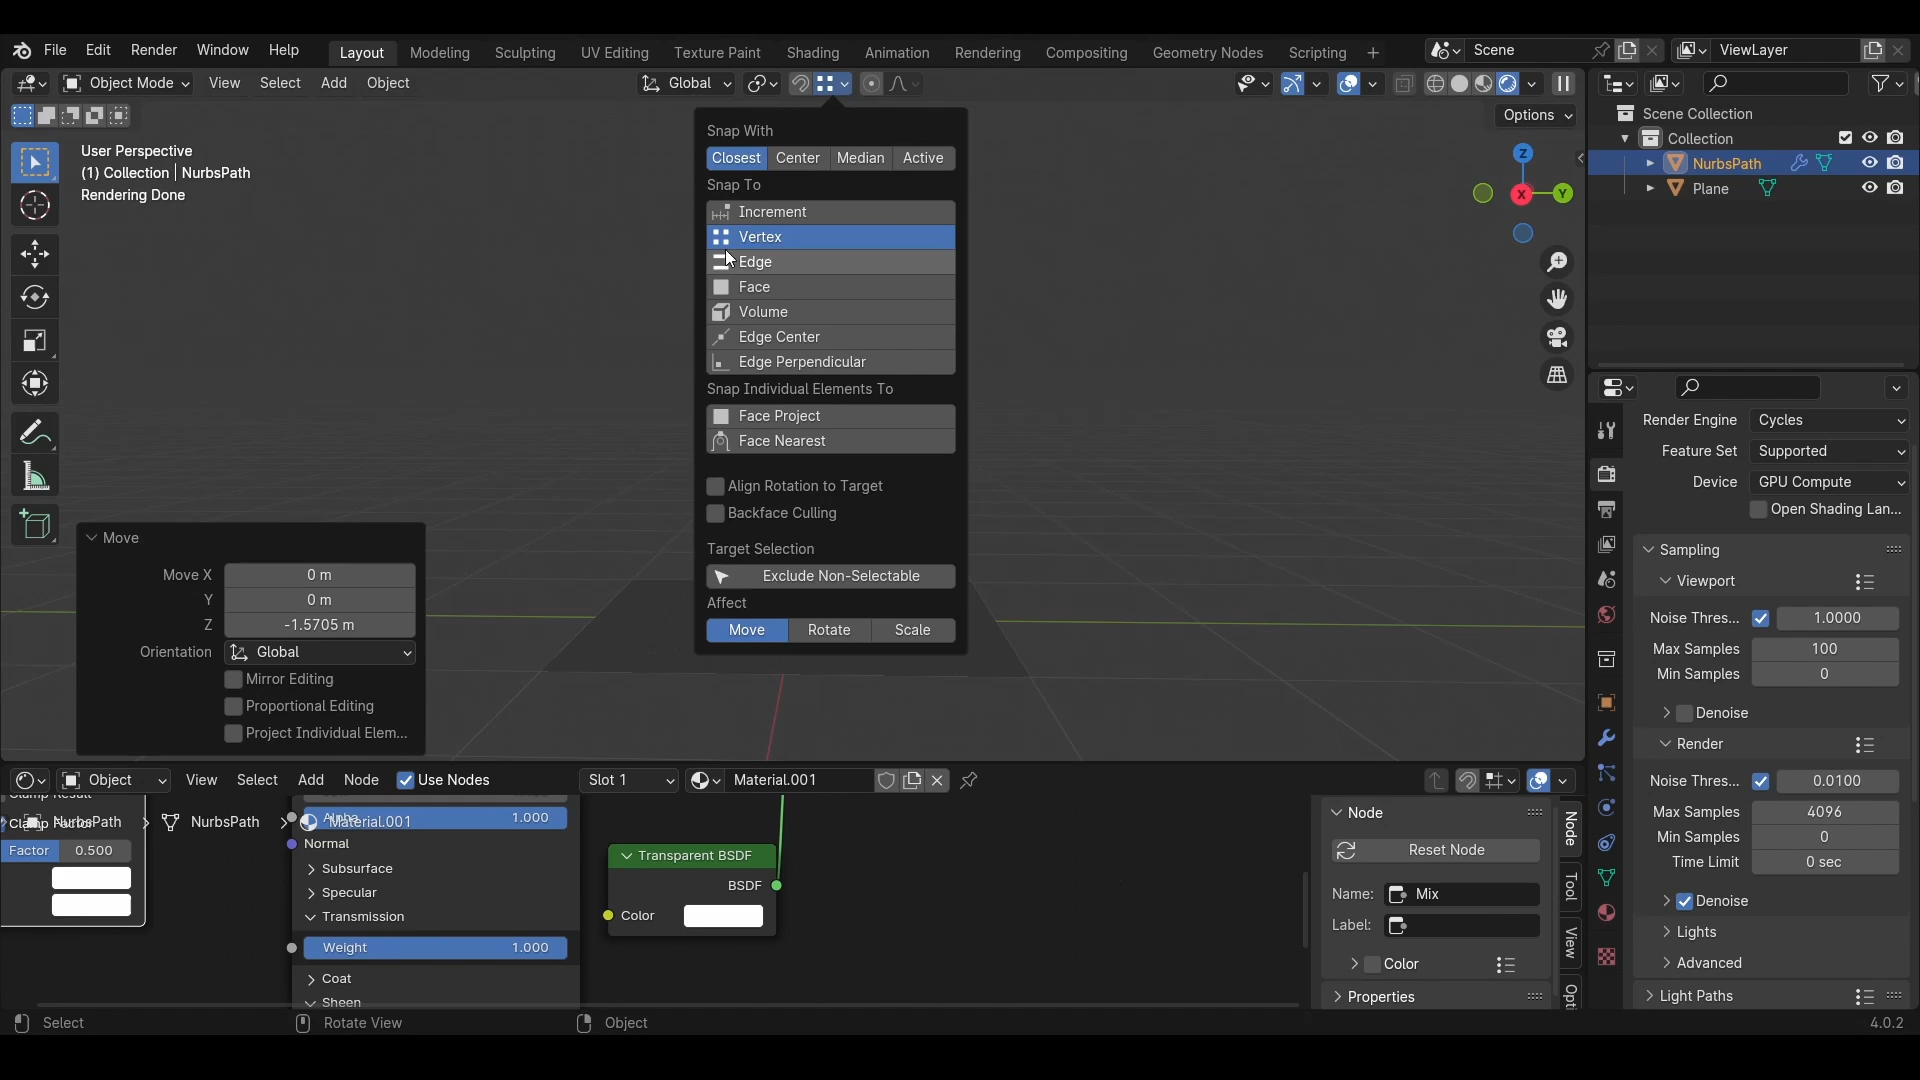 File Edit Render Window Help Layout Modeling Sculpting UV Editing Texture Paint Shading Animation Rendering Compositing Geometry Nodes Scripting + Scene ViewLayer
Object Mode View Select Add Object Global
Options
User Perspective
(1) Collection | NurbsPath
Rendering Done
Z
X
Y
Snap With
Closest Center Median Active
Snap To
Increment
Vertex
Edge
Face
Volume
Edge Center
Edge Perpendicular
Snap Individual Elements To
Face Project
Face Nearest
Align Rotation to Target
Backface Culling
Target Selection
Exclude Non-Selectable
Affect
Move Rotate Scale
Move
Move X 0 m
Y 0 m
Z -1.5705 m
Orientation Global
Mirror Editing
Proportional Editing
Project Individual Elem...
Scene Collection
Collection
NurbsPath
Plane
Render Engine Cycles
Feature Set Supported
Device GPU Compute
Open Shading Lan...
Sampling
Viewport
Noise Thres... 1.0000
Max Samples 100
Min Samples 0
Denoise
Render
Noise Thres... 0.0100
Max Samples 4096
Min Samples 0
Time Limit 0 sec
Denoise
Lights
Advanced
Light Paths
Object View Select Add Node Use Nodes Slot 1 Material.001
Clamp Result
Clamp Factor
NurbsPath > NurbsPath > Material.001
Factor 0.500
Alpha 1.000
Normal
Subsurface
Specular
Transmission
Weight 1.000
Coat
Sheen
Transparent BSDF
BSDF
Color
Node
Reset Node
Name: Mix
Label:
Color
Properties
Node
Tool
View
Opti
Select Rotate View Object 4.0.2